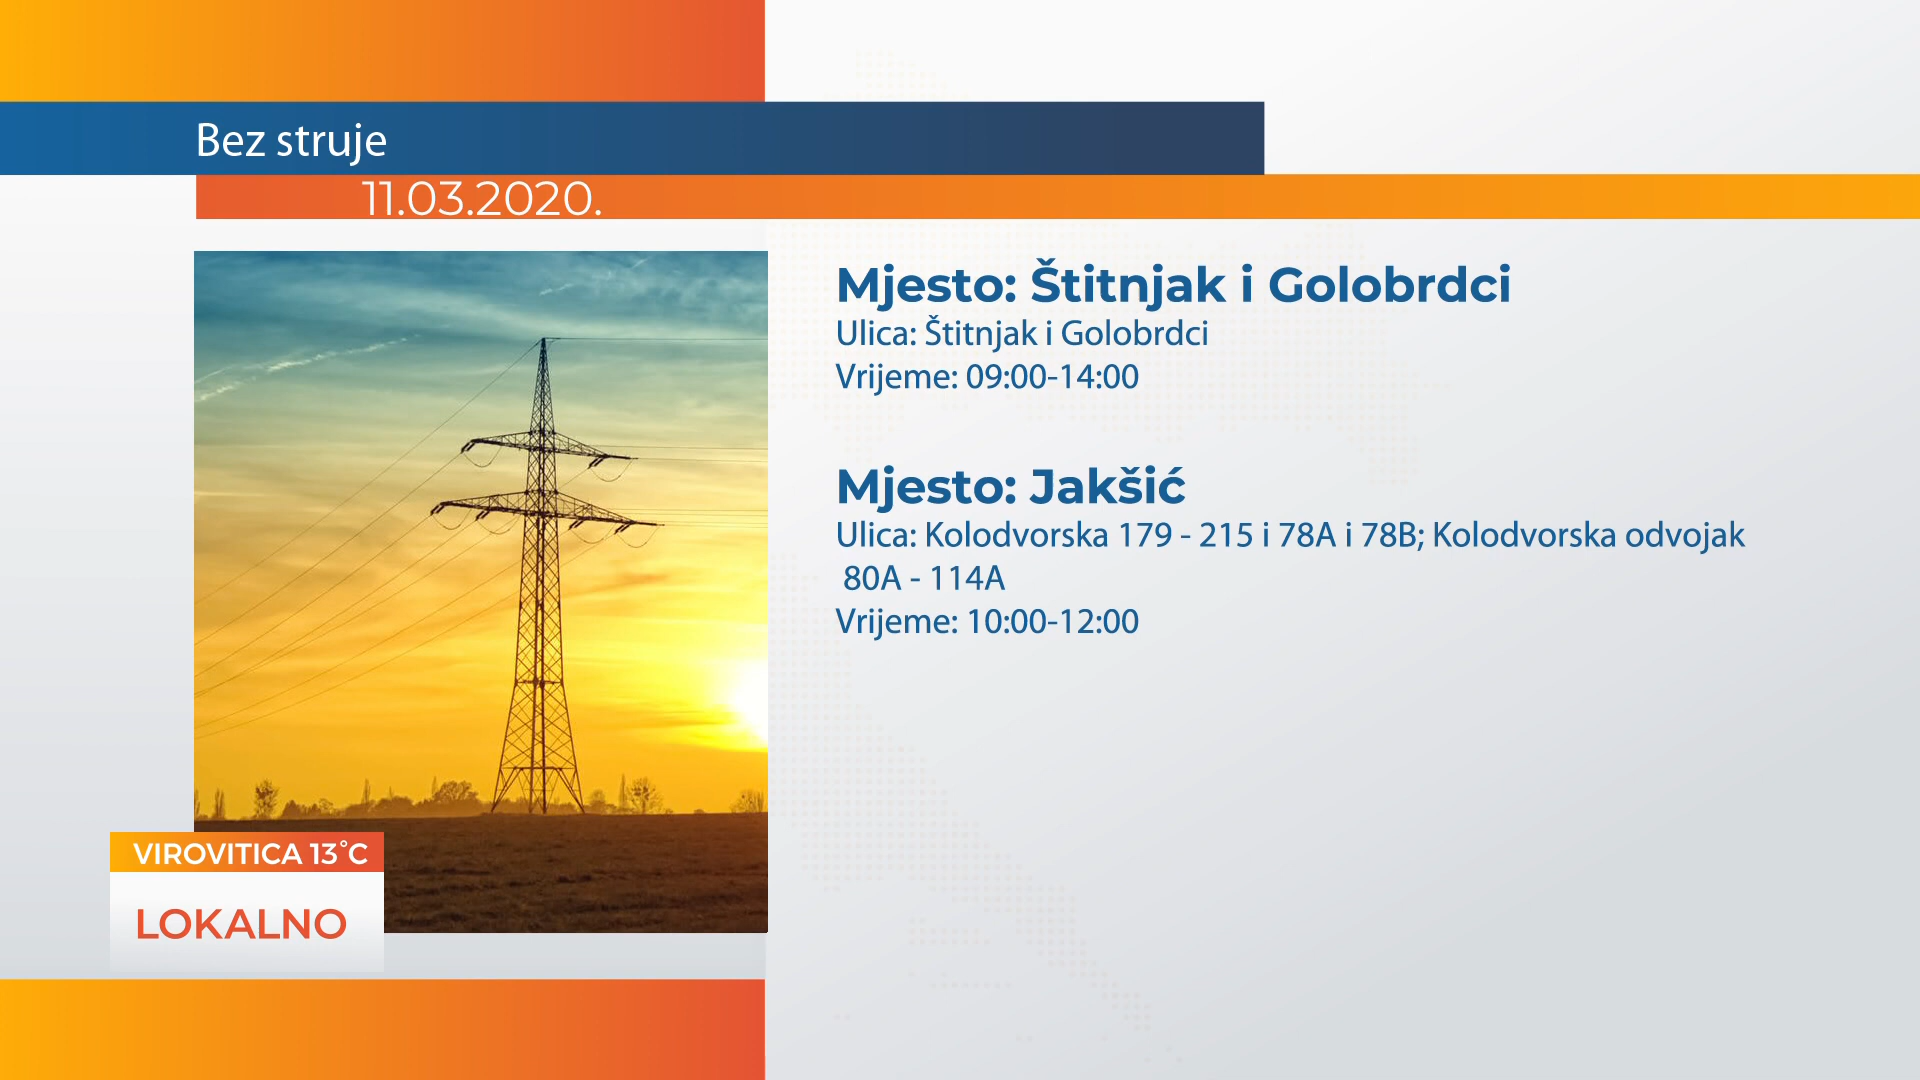 Bez struje
11.03.2020.
Mjesto: Štitnjak i Golobrdci
Ulica: Štitnjak i Golobrdci
Vrijeme: 09:00-14:00
Mjesto: Jakšić
Ulica: Kolodvorska 179 - 215 i 78A i 78B; Kolodvorska odvojak
80A - 114A
Vrijeme: 10:00-12:00
VIROVITICA 13°C
LOKALNO